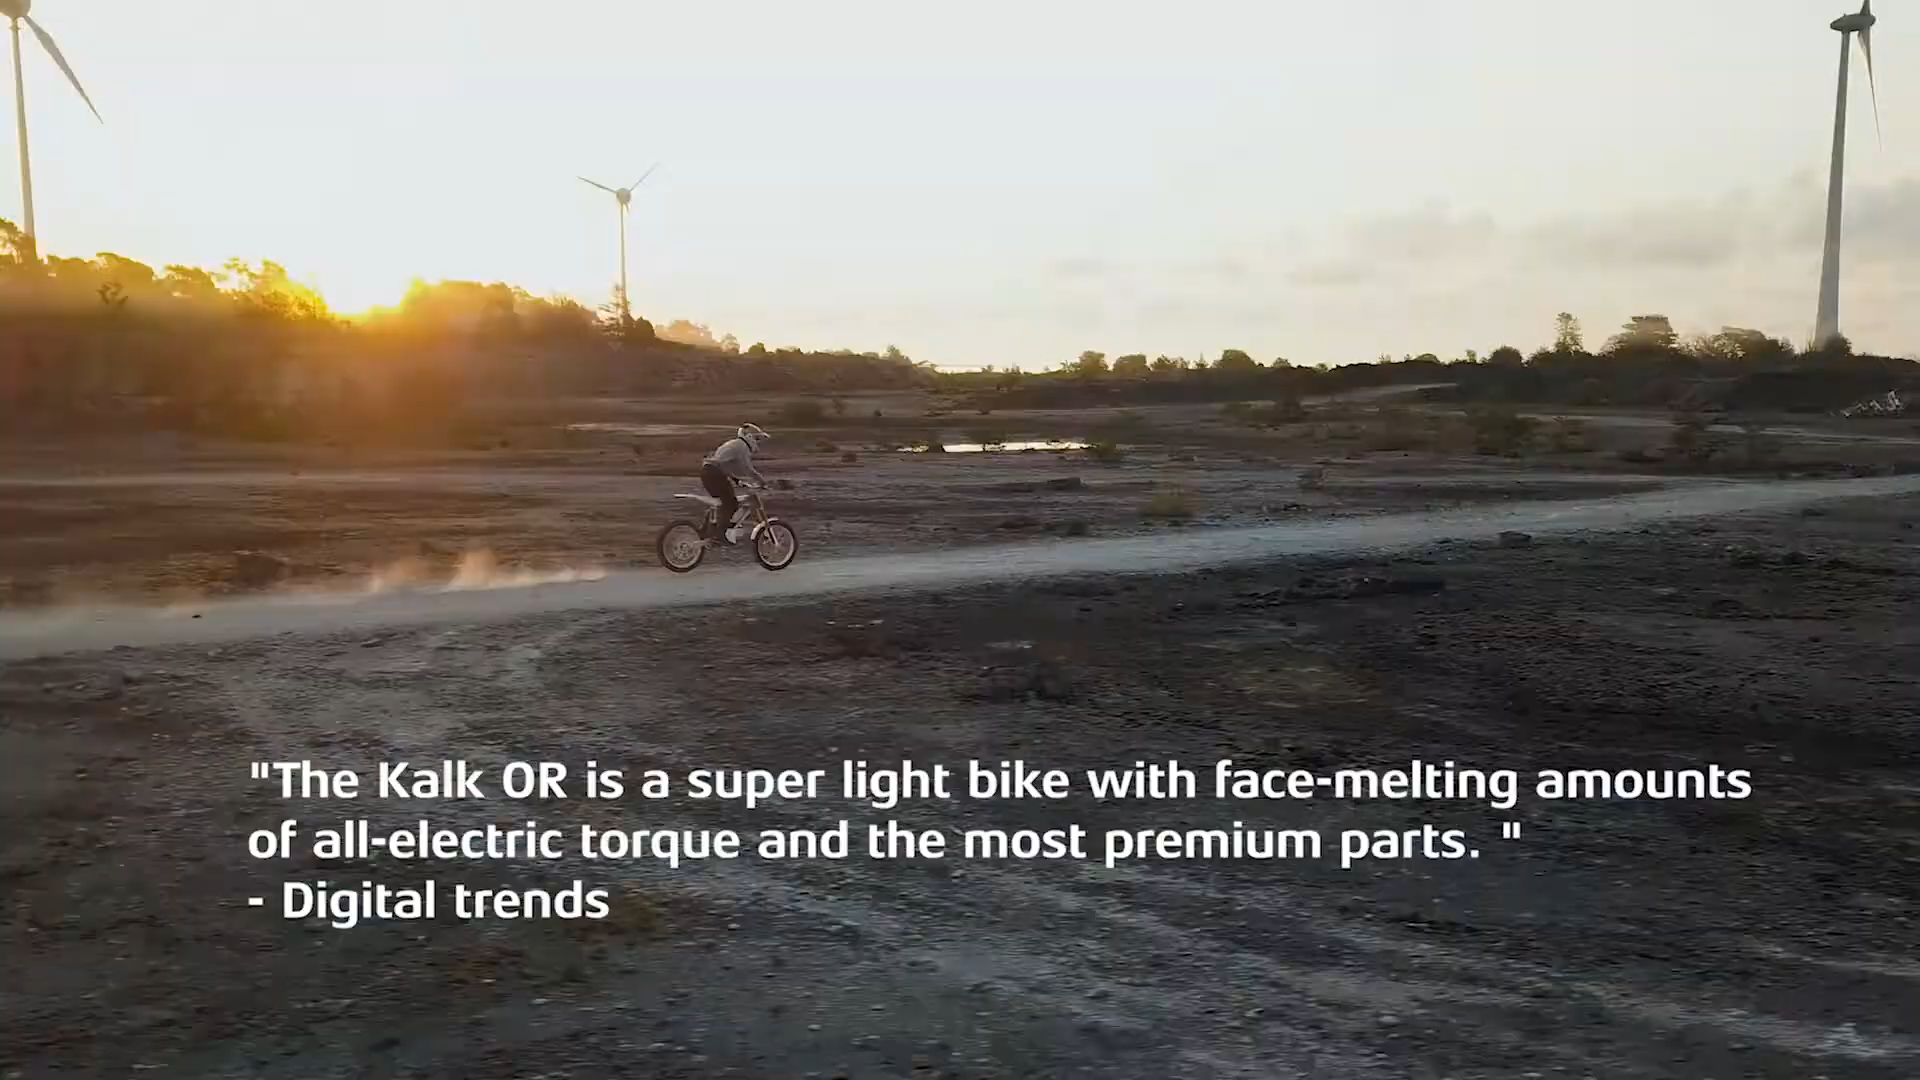 "The Kalk OR is a super light bike with face-melting amounts
of all-electric torque and the most premium parts. "
- Digital trends